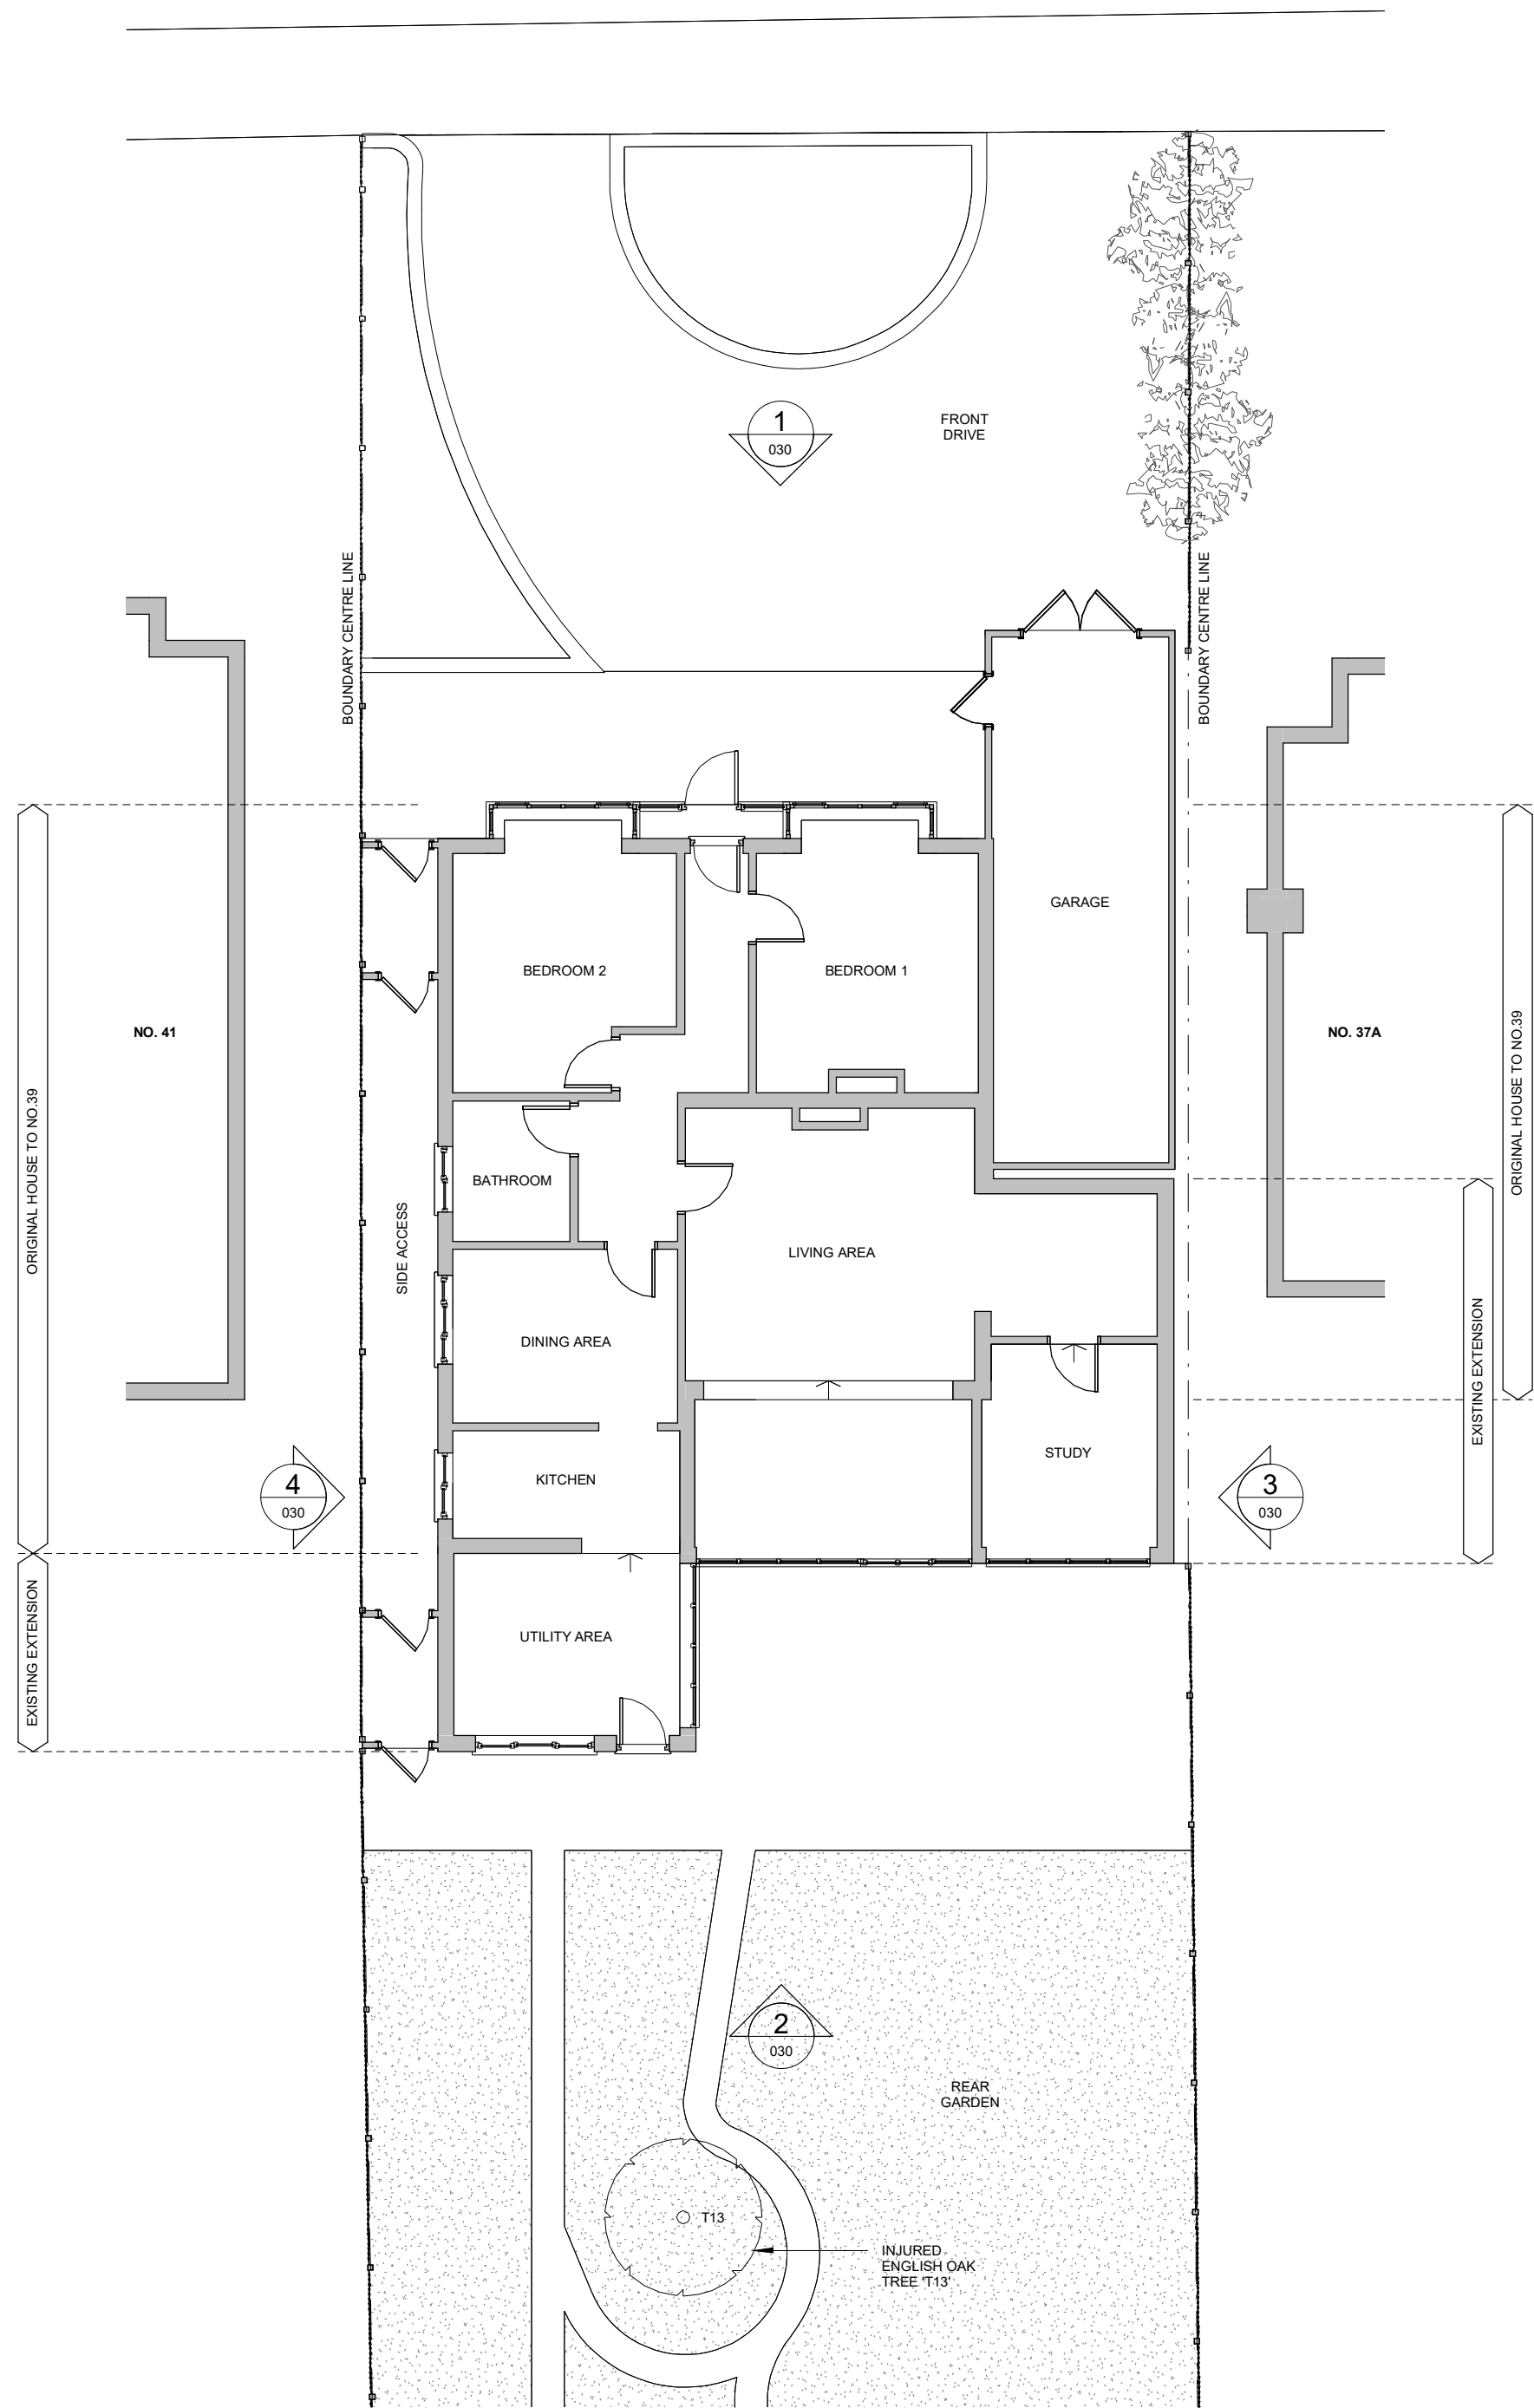 1
030
FRONT
DRIVE
BOUNDARY CENTRE LINE
BOUNDARY CENTRE LINE
GARAGE
BEDROOM 2
BEDROOM 1
NO. 41
NO. 37A
ORIGINAL HOUSE TO NO.39
ORIGINAL HOUSE TO NO.39
BATHROOM
SIDE ACCESS
LIVING AREA
DINING AREA
EXISTING EXTENSION
STUDY
KITCHEN
4
030
3
030
UTILITY AREA
EXISTING EXTENSION
2
030
REAR
GARDEN
T13
INJURED
ENGLISH OAK
TREE 'T13'